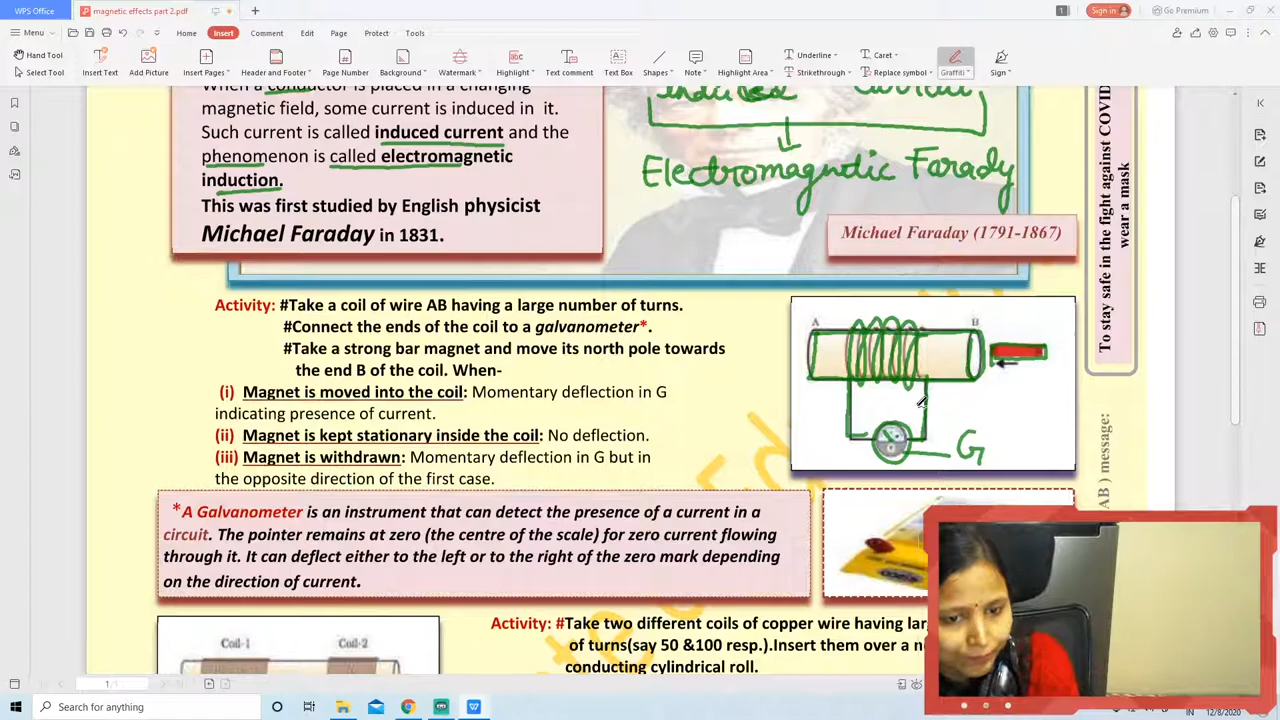 WPS Office
magnetic effects part 2.pdf
1
Sign in
Go Premium
Menu
Home
Insert
Comment
Edit
Page
Protect
Tools
Hand Tool
Select Tool
Insert Text
Add Picture
Insert Pages
Header and Footer
Page Number
Background
Watermark
Highlight
Text comment
Text Box
Shapes
Note
Highlight Area
Underline
Strikethrough
Caret
Replace symbol
Graffiti
Sign
When a conductor is placed in a changing
magnetic field, some current is induced in it.
Such current is called induced current and the
phenomenon is called electromagnetic
induction.
This was first studied by English physicist
Michael Faraday in 1831.
induced current
Electromagndic Farady
Michael Faraday (1791-1867)
To stay safe in the fight against COVID
wear a mask
AB ) message:
Activity: #Take a coil of wire AB having a large number of turns.
#Connect the ends of the coil to a galvanometer*.
#Take a strong bar magnet and move its north pole towards
the end B of the coil. When-
(i) Magnet is moved into the coil: Momentary deflection in G
indicating presence of current.
(ii) Magnet is kept stationary inside the coil: No deflection.
(iii) Magnet is withdrawn: Momentary deflection in G but in
the opposite direction of the first case.
A B
G
*A Galvanometer is an instrument that can detect the presence of a current in a
circuit. The pointer remains at zero (the centre of the scale) for zero current flowing
through it. It can deflect either to the left or to the right of the zero mark depending
on the direction of current.
Coil-1 Coil-2
Activity: #Take two different coils of copper wire having lar
of turns(say 50 &100 resp.).Insert them over a n
conducting cylindrical roll.
1/1
Search for anything
IN
12/8/2020